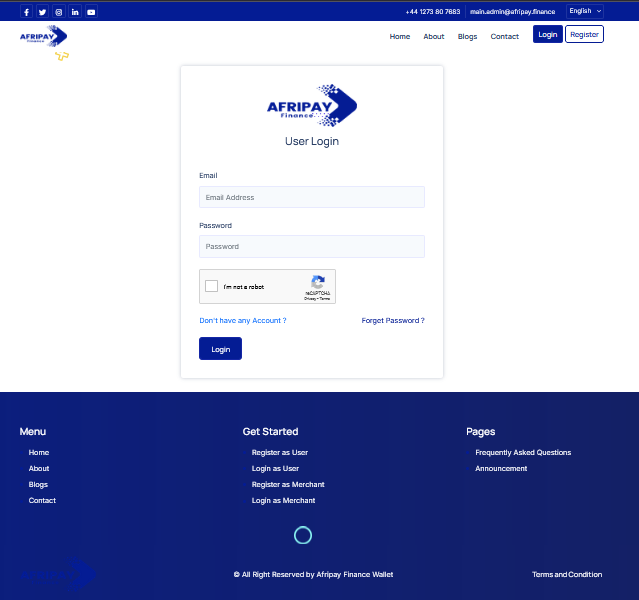 +44 1273 80 7683
main.admin@afripay.finance
English
AFRIPAY
Finance
Home
About
Blogs
Contact
Login
Register
AFRIPAY
Finance
User Login
Email
Email Address
Password
Password
I'm not a robot
reCAPTCHA
Privacy - Terms
Don't have any Account ?
Forget Password ?
Login
Menu
Get Started
Pages
Home
Register as User
Frequently Asked Questions
About
Login as User
Announcement
Blogs
Register as Merchant
Contact
Login as Merchant
AFRIPAY
© All Right Reserved by Afripay Finance Wallet
Terms and Condition